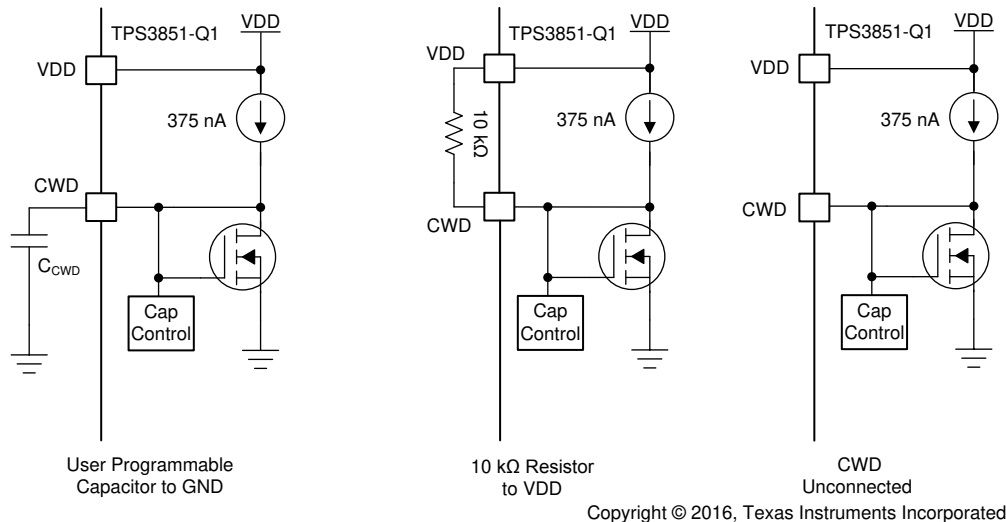 TPS3851-Q1
VDD
VDD
375 nA
CWD
CCWD
Cap
Control
User Programmable
Capacitor to GND
TPS3851-Q1
VDD
VDD
10 kΩ
375 nA
CWD
Cap
Control
10 kΩ Resistor
to VDD
TPS3851-Q1
VDD
VDD
375 nA
CWD
Cap
Control
CWD
Unconnected
Copyright © 2016, Texas Instruments Incorporated